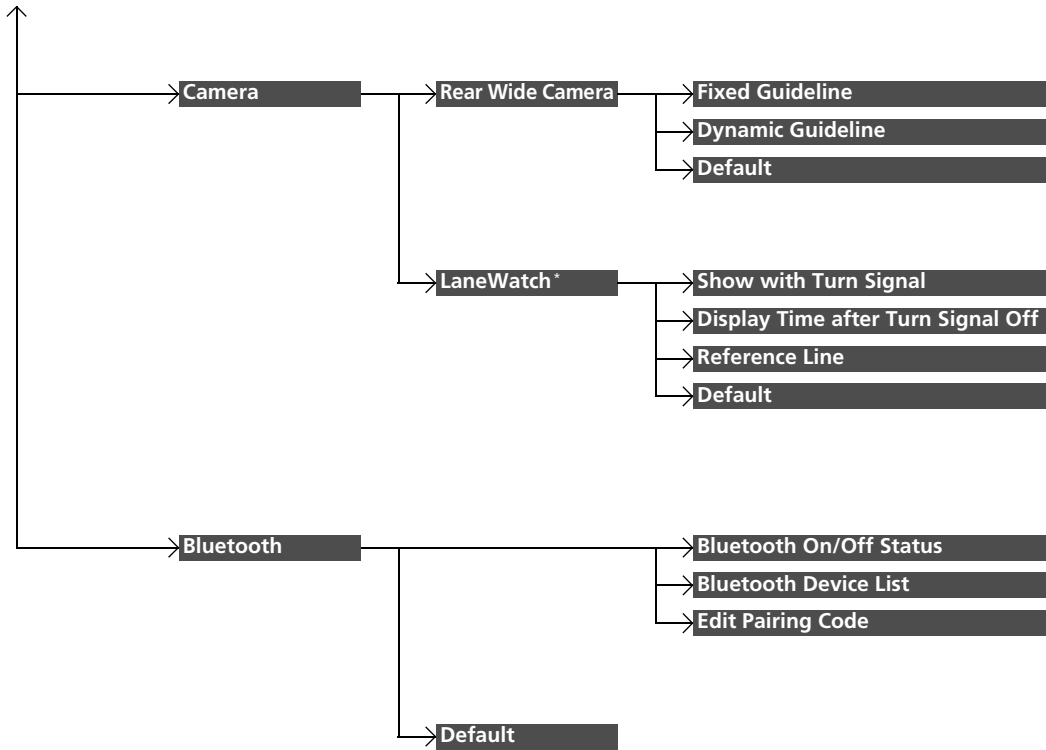 Camera
Rear Wide Camera
Fixed Guideline
Dynamic Guideline
Default
LaneWatch*
Show with Turn Signal
Display Time after Turn Signal Off
Reference Line
Default
Bluetooth
Bluetooth On/Off Status
Bluetooth Device List
Edit Pairing Code
Default